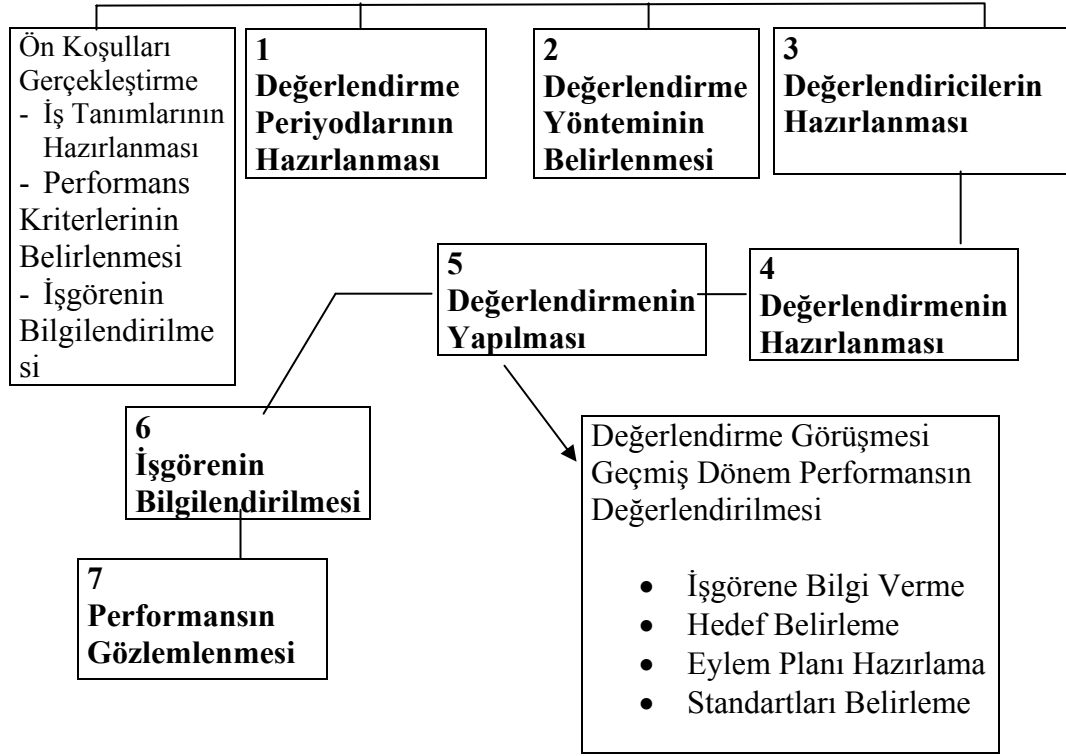 Ön Koşulları
Gerçekleştirme
- İş Tanımlarının
Hazırlanması
- Performans
Kriterlerinin
Belirlenmesi
- İşgörenin
Bilgilendirilme
si
1
Değerlendirme
Periyodlarının
Hazırlanması
2
Değerlendirme
Yönteminin
Belirlenmesi
3
Değerlendiricilerin
Hazırlanması
4
Değerlendirmenin
Hazırlanması
5
Değerlendirmenin
Yapılması
6
İşgörenin
Bilgilendirilmesi
7
Performansın
Gözlemlenmesi
Değerlendirme Görüşmesi
Geçmiş Dönem Performansın
Değerlendirilmesi
• İşgörene Bilgi Verme
• Hedef Belirleme
• Eylem Planı Hazırlama
• Standartları Belirleme